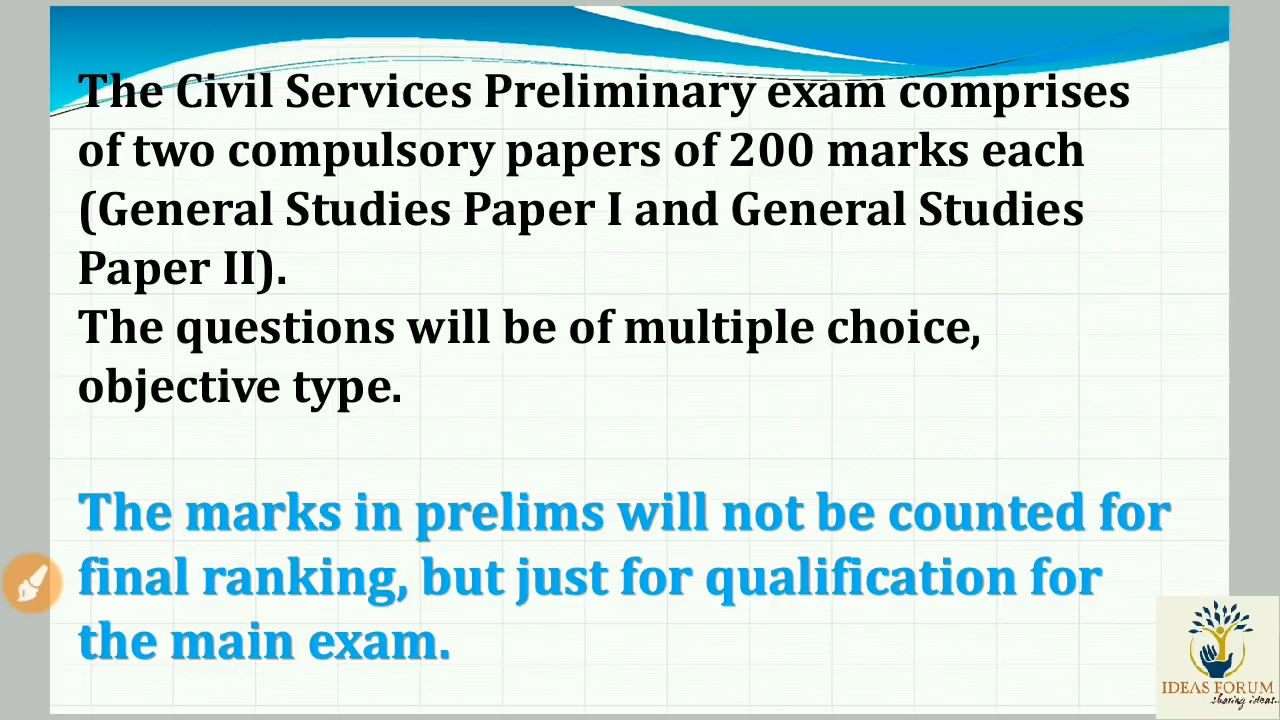 The Civil Services Preliminary exam comprises
of two compulsory papers of 200 marks each
(General Studies Paper I and General Studies
Paper II).
The questions will be of multiple choice,
objective type.
The marks in prelims will not be counted for
final ranking, but just for qualification for
the main exam.
IDEAS FORUM
sharing ideas